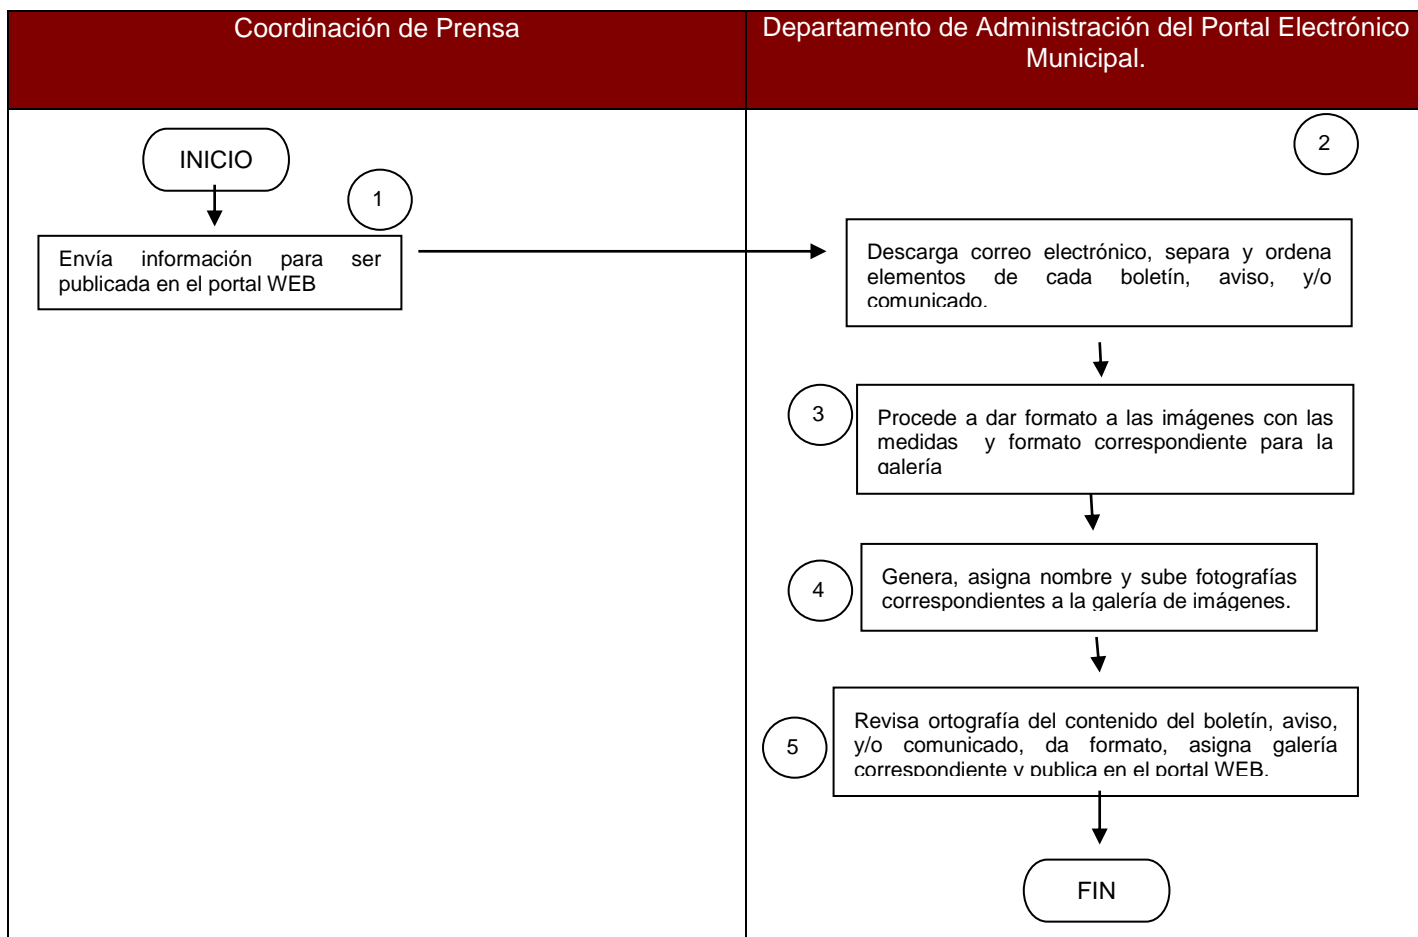 Coordinación de Prensa
Departamento de Administración del Portal Electrónico
Municipal.
INICIO
1
Envía información para ser
publicada en el portal WEB
2
Descarga correo electrónico, separa y ordena
elementos de cada boletín, aviso, y/o
comunicado.
3
Procede a dar formato a las imágenes con las
medidas y formato correspondiente para la
galería
4
Genera, asigna nombre y sube fotografías
correspondientes a la galería de imágenes.
5
Revisa ortografía del contenido del boletín, aviso,
y/o comunicado, da formato, asigna galería
correspondiente y publica en el portal WEB.
FIN